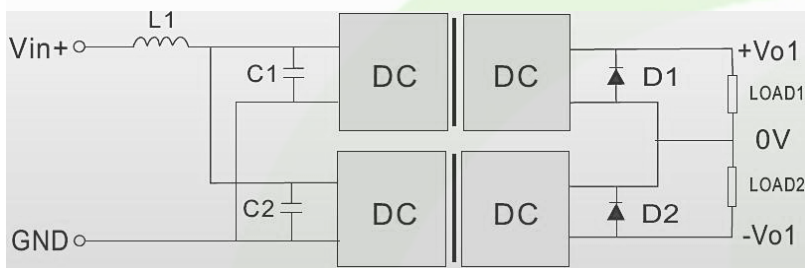 L1
Vin+
C1
DC
DC
D1
+Vo1
LOAD1
0V
C2
DC
DC
D2
LOAD2
GND
-Vo1